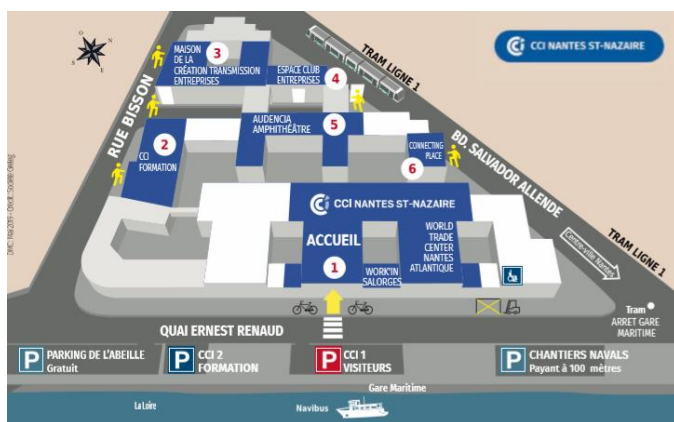 N
E
S
O
CCI NANTES ST-NAZAIRE
MAISON
DE LA
CRÉATION TRANSMISSION
ENTREPRISES
3
TRAM LIGNE 1
ESPACE CLUB
ENTREPRISES
4
RUE BISSON
AUDENCIA
AMPHITHÉÂTRE
5
2
CCI
FORMATION
CONNECTING
PLACE
6
BD. SALVADOR ALLENDE
CCI NANTES ST-NAZAIRE
ACCUEIL
1
WORK'IN
SALORGES
WORLD
TRADE
CENTER
NANTES
ATLANTIQUE
Centre-ville Nantes
TRAM LIGNE 1
Tram
ARRET GARE
MARITIME
QUAI ERNEST RENAUD
P PARKING DE L'ABEILLE
Gratuit
P CCI 2
FORMATION
P CCI 1
VISITEURS
P CHANTIERS NAVALS
Payant à 100 mètres
Gare Maritime
La Loire
Navibus